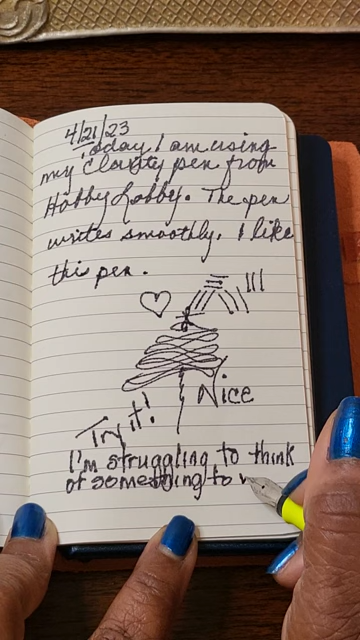 4/21/23
Today I am using
my Clarity pen from
Hobby Lobby. The pen
writes smoothly. I like
this pen.
Nice
Try it!
I'm struggling to think
of something to w